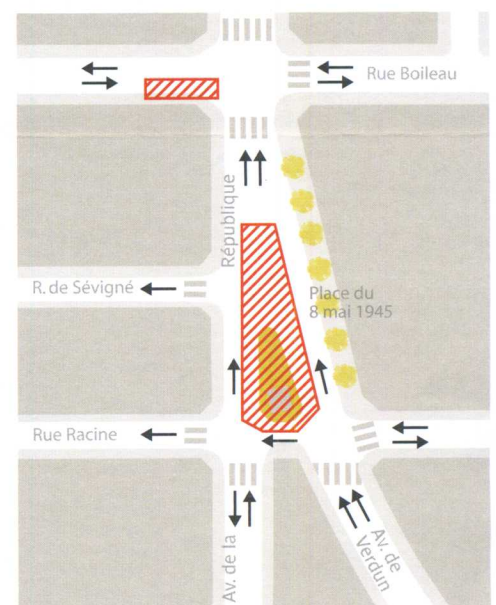 Rue Boileau
République
R. de Sévigné
Place du
8 mai 1945
Rue Racine
Av. de la
Av. de
Verdun